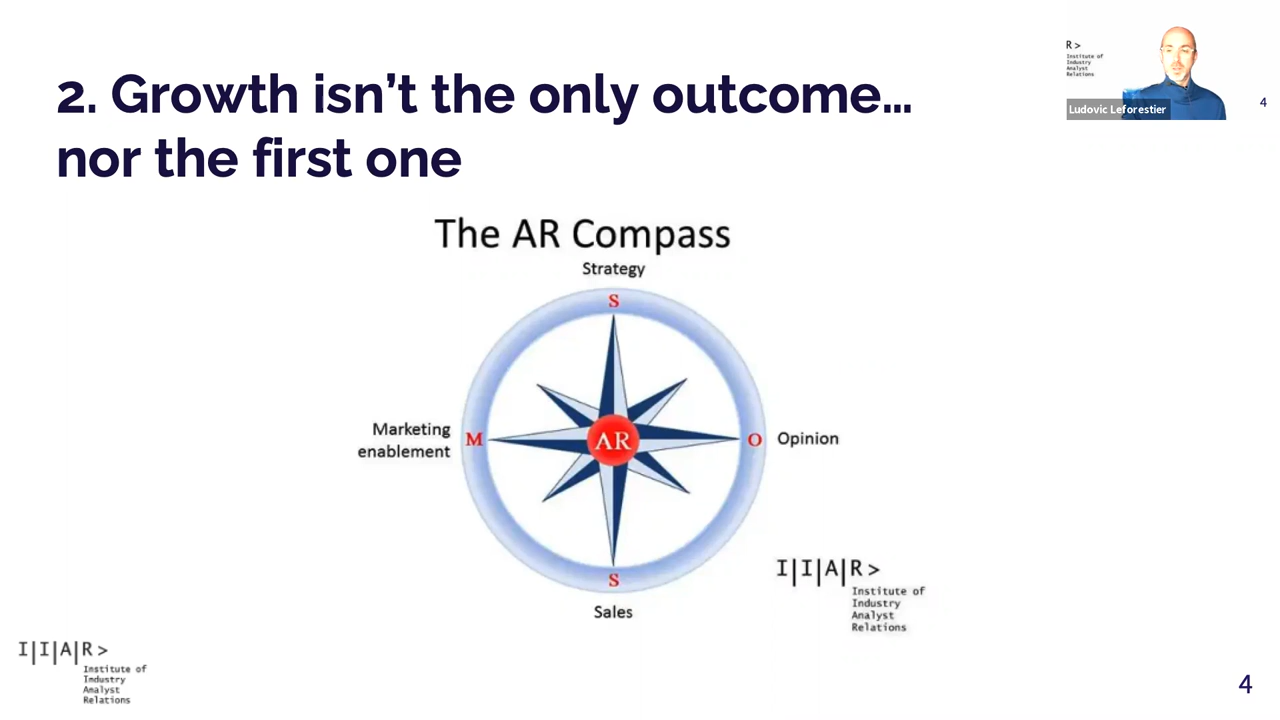 2. Growth isn't the only outcome...
nor the first one
R >
Institute of
Industry
Analyst
Relations
Ludovic Leforestier
4
The AR Compass
Strategy
S
Marketing
enablement
M
AR
O
Opinion
S
Sales
I|I|A|R >
Institute of
Industry
Analyst
Relations
I|I|A|R >
Institute of
Industry
Analyst
Relations
4